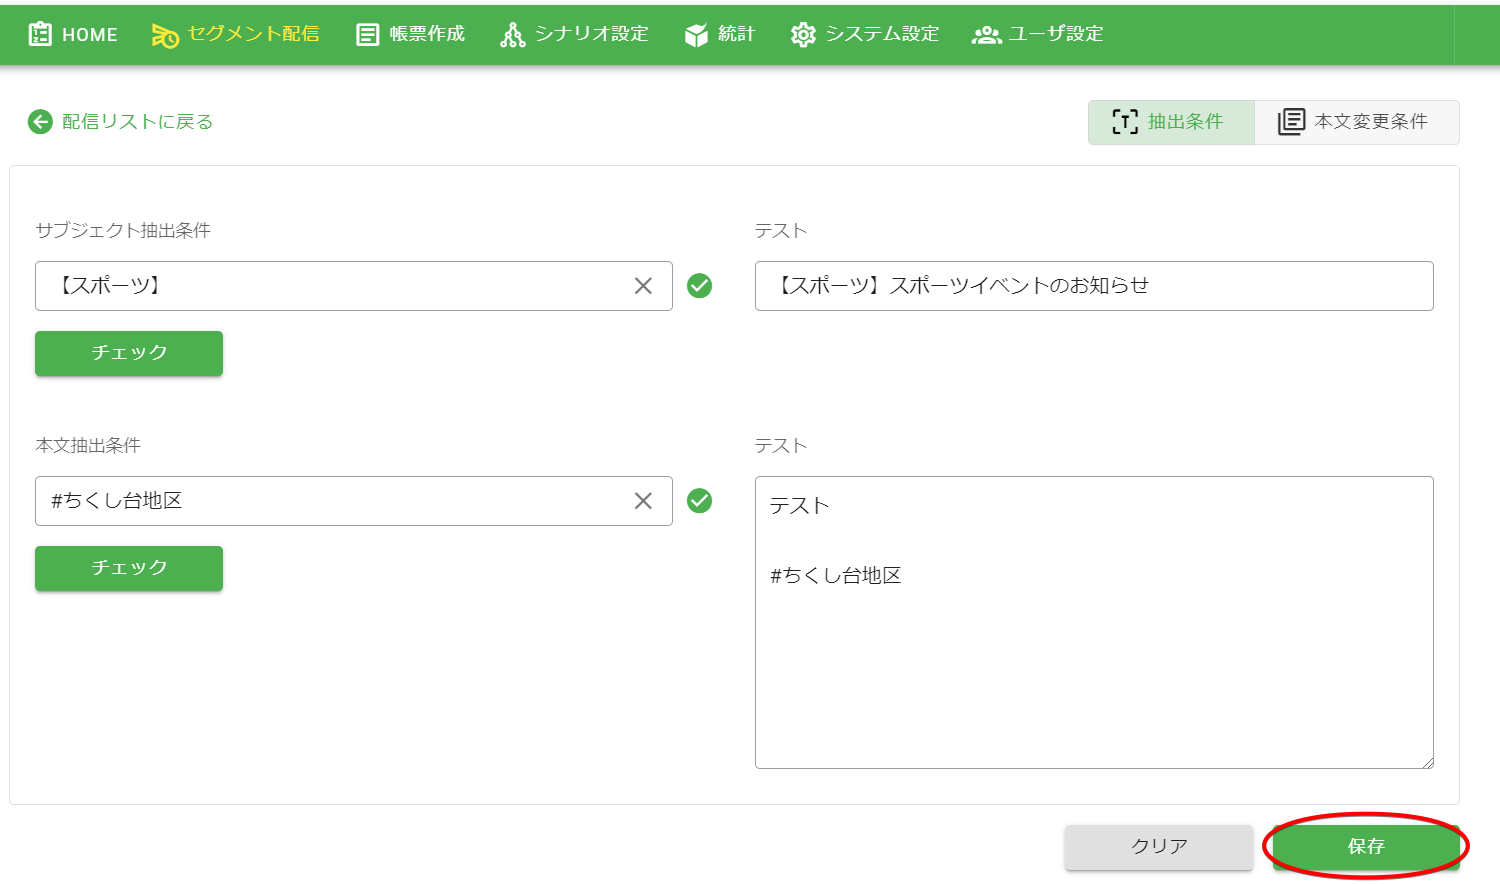 HOME セグメント配信 帳票作成 シナリオ設定 統計 システム設定 ユーザ設定
配信リストに戻る
抽出条件 本文変更条件
サブジェクト抽出条件 テスト
【スポーツ】 【スポーツ】スポーツイベントのお知らせ
チェック
本文抽出条件 テスト
#ちくし台地区 テスト
#ちくし台地区
チェック
クリア 保存